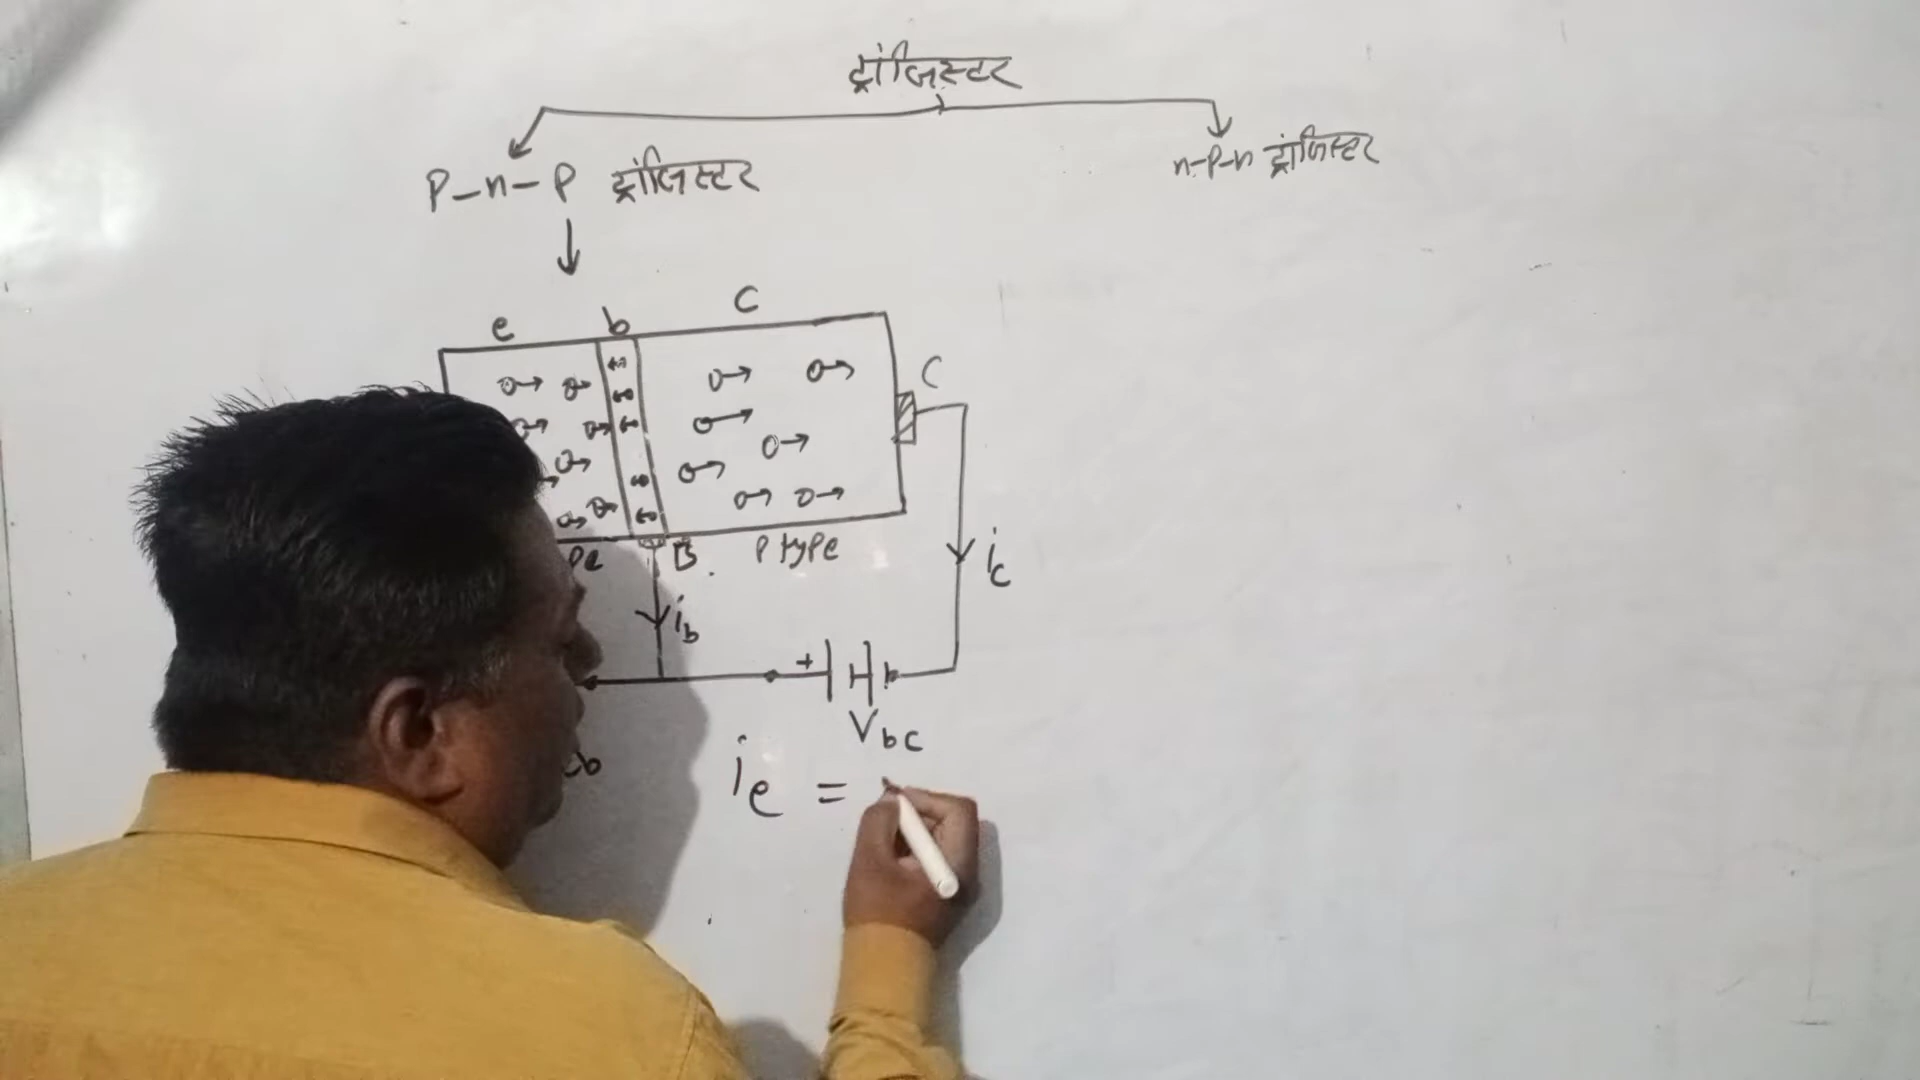 ट्रांजिस्टर
P-n-P ट्रांजिस्टर
n-p-n ट्रांजिस्टर
e b C
C
B P type
ic
ib
+
Vbc
ie =